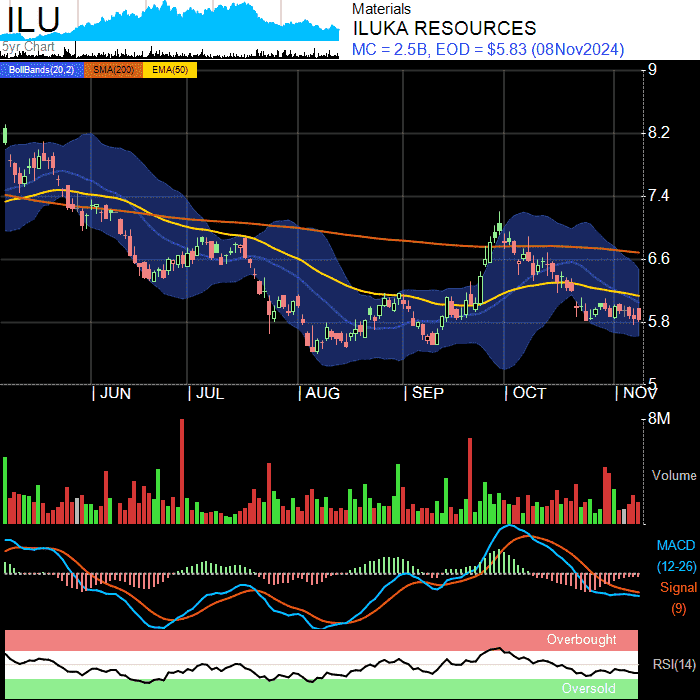 ILU
5yr Chart
Materials
ILUKA RESOURCES
MC = 2.5B, EOD = $5.83 (08Nov2024)
BollBands(20,2) SMA(200) EMA(50)
9
8.2
7.4
6.6
5.8
5
JUN JUL AUG SEP OCT NOV
8M
Volume
MACD
(12-26)
Signal
(9)
Overbought
RSI(14)
Oversold